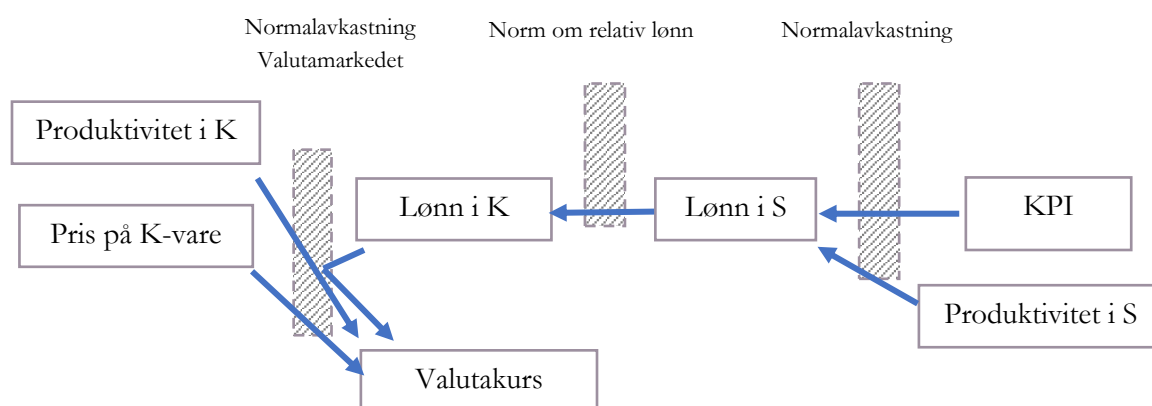 Normalavkastning
Valutamarkedet
Norm om relativ lønn
Normalavkastning
Produktivitet i K
Pris på K-vare
Lønn i K
Lønn i S
KPI
Produktivitet i S
Valutakurs